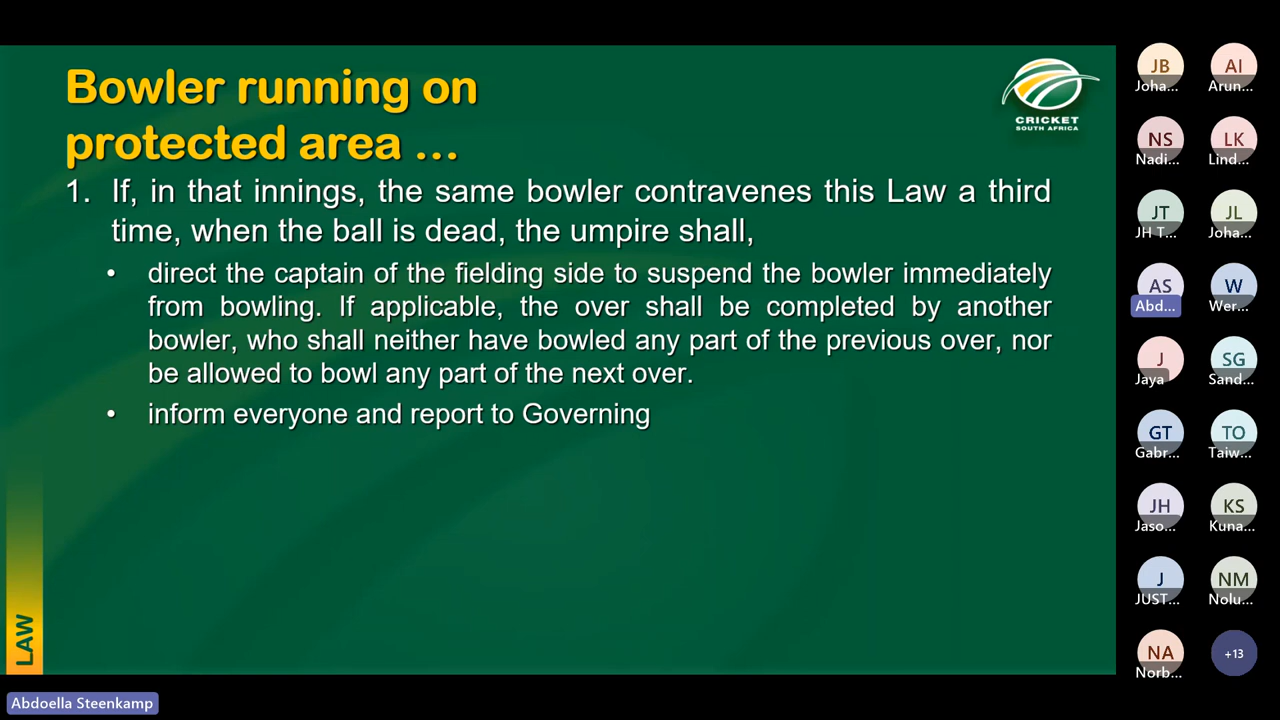 Bowler running on
protected area ...
CRICKET
SOUTH AFRICA
1. If, in that innings, the same bowler contravenes this Law a third
time, when the ball is dead, the umpire shall,
• direct the captain of the fielding side to suspend the bowler immediately
from bowling. If applicable, the over shall be completed by another
bowler, who shall neither have bowled any part of the previous over, nor
be allowed to bowl any part of the next over.
• inform everyone and report to Governing
LAW
Abdoella Steenkamp
JB
Joha...
AI
Arun...
NS
Nadi...
LK
Lind...
JT
JH T...
JL
Joha...
AS
Abd...
W
Wer...
J
Jaya
SG
Sand...
GT
Gabr...
TO
Taiw...
JH
Jaso...
KS
Kuna...
J
JUST...
NM
Nolu...
NA
Norb...
+13